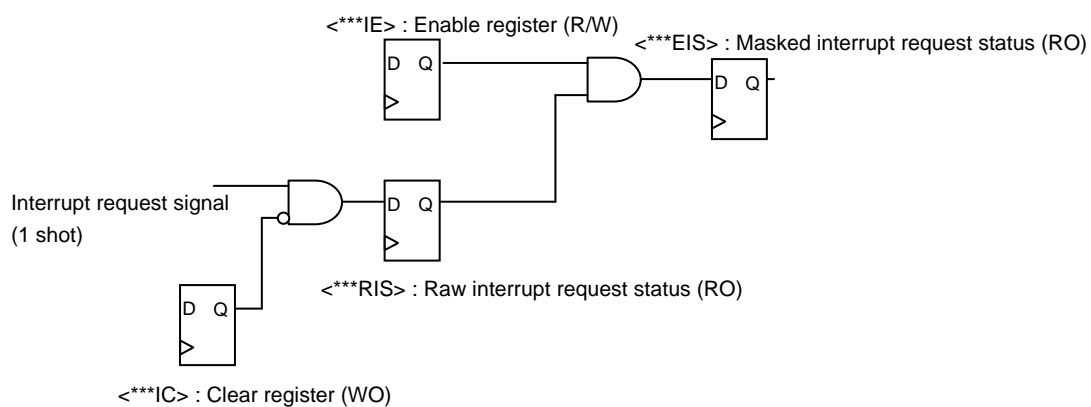 <***IE> : Enable register (R/W)
<***EIS> : Masked interrupt request status (RO)
D Q
D Q
Interrupt request signal
(1 shot)
D Q
<***RIS> : Raw interrupt request status (RO)
D Q
<***IC> : Clear register (WO)